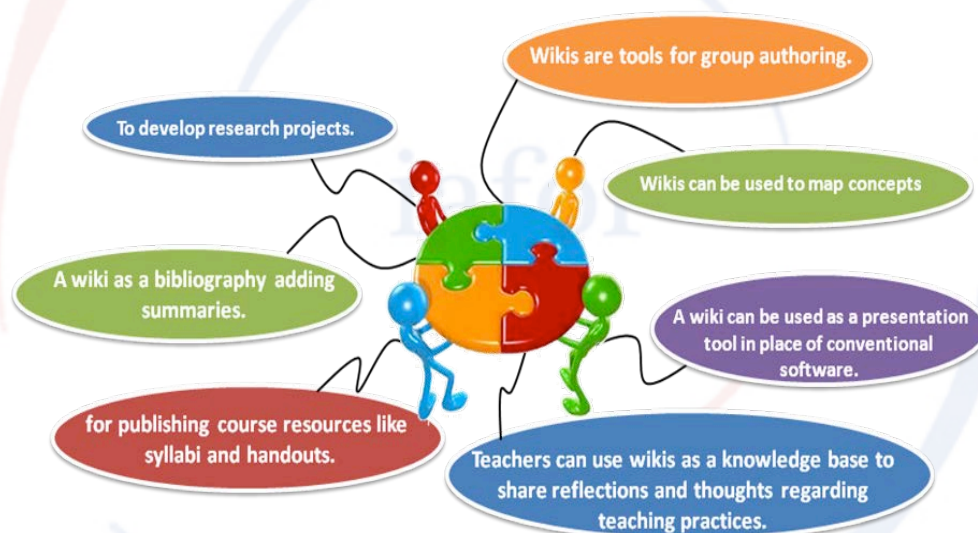 Wikis are tools for group authoring.
To develop research projects.
Wikis can be used to map concepts
iafor
A wiki as a bibliography adding
summaries.
A wiki can be used as a presentation
tool in place of conventional
software.
for publishing course resources like
syllabi and handouts.
Teachers can use wikis as a knowledge base to
share reflections and thoughts regarding
teaching practices.